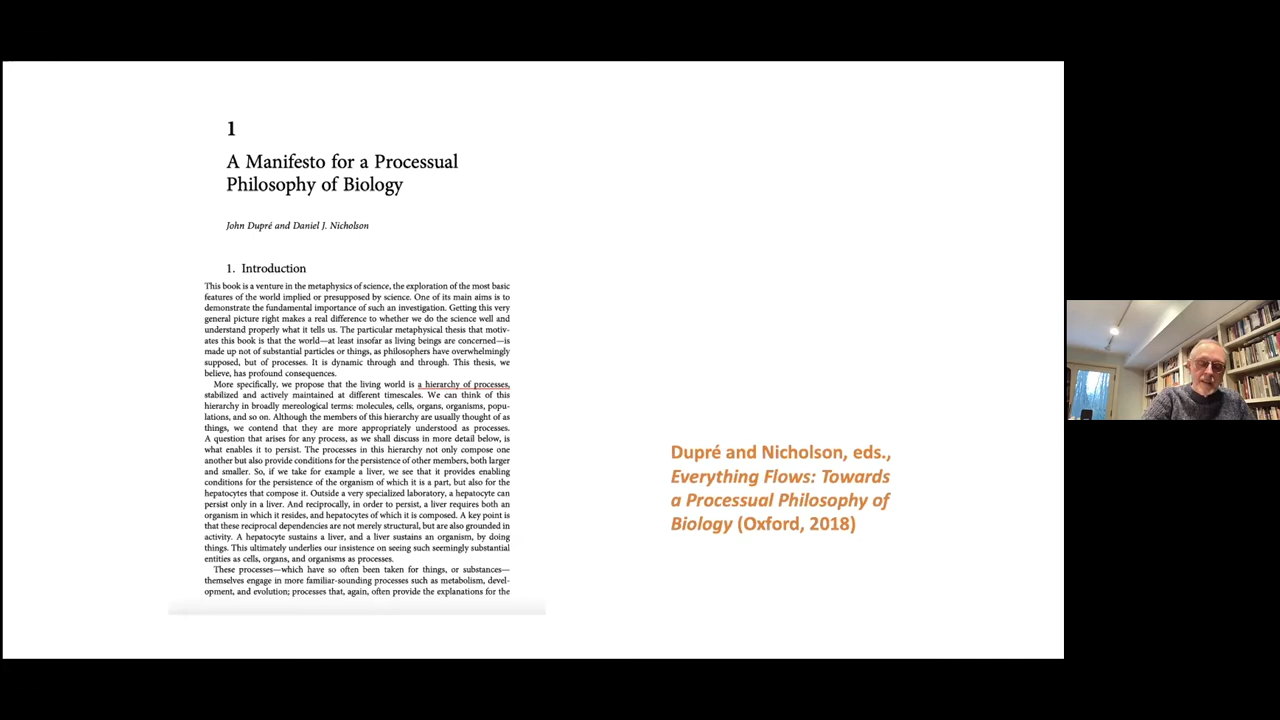 1
A Manifesto for a Processual
Philosophy of Biology
John Dupré and Daniel J. Nicholson
1. Introduction
This book is a venture in the metaphysics of science, the exploration of the most basic
features of the world implied or presupposed by science. One of its main aims is to
demonstrate the fundamental importance of such an investigation. Getting this very
general picture right makes a real difference to whether we do the science well and
understand properly what it tells us. The particular metaphysical thesis that motiv-
ates this book is that the world—at least insofar as living beings are concerned—is
made up not of substantial particles or things, as philosophers have overwhelmingly
supposed, but of processes. It is dynamic through and through. This thesis, we
believe, has profound consequences.
More specifically, we propose that the living world is a hierarchy of processes,
stabilized and actively maintained at different timescales. We can think of this
hierarchy in broadly mereological terms: molecules, cells, organs, organisms, popu-
lations, and so on. Although the members of this hierarchy are usually thought of as
things, we contend that they are more appropriately understood as processes.
A question that arises for any process, as we shall discuss in more detail below, is
what enables it to persist. The processes in this hierarchy not only compose one
another but also provide conditions for the persistence of other members, both larger
and smaller. So, if we take for example a liver, we see that it provides enabling
conditions for the persistence of the organism of which it is a part, but also for the
hepatocytes that compose it. Outside a very specialized laboratory, a hepatocyte can
persist only in a liver. And reciprocally, in order to persist, a liver requires both an
organism in which it resides, and hepatocytes of which it is composed. A key point is
that these reciprocal dependencies are not merely structural, but are also grounded in
activity. A hepatocyte sustains a liver, and a liver sustains an organism, by doing
things. This ultimately underlies our insistence on seeing such seemingly substantial
entities as cells, organs, and organisms as processes.
These processes—which have so often been taken for things, or substances—
themselves engage in more familiar-sounding processes such as metabolism, devel-
opment, and evolution; processes that, again, often provide the explanations for the
Dupré and Nicholson, eds.,
Everything Flows: Towards
a Processual Philosophy of
Biology (Oxford, 2018)